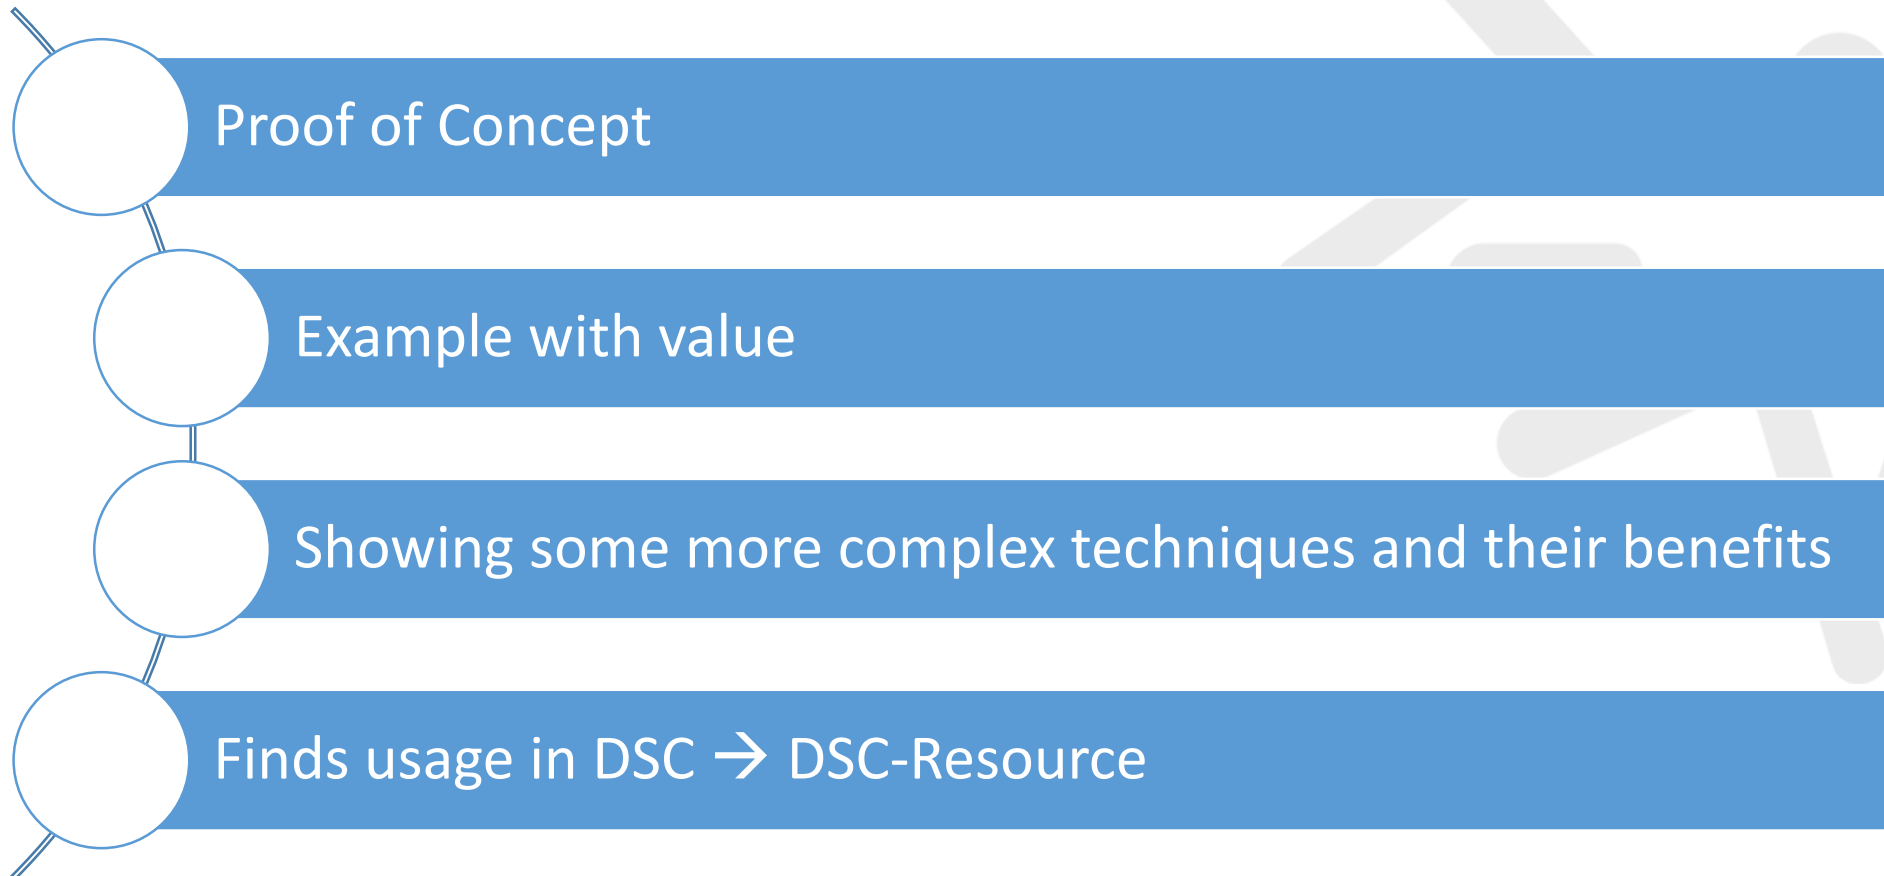 Proof of Concept
Example with value
Showing some more complex techniques and their benefits
Finds usage in DSC → DSC-Resource